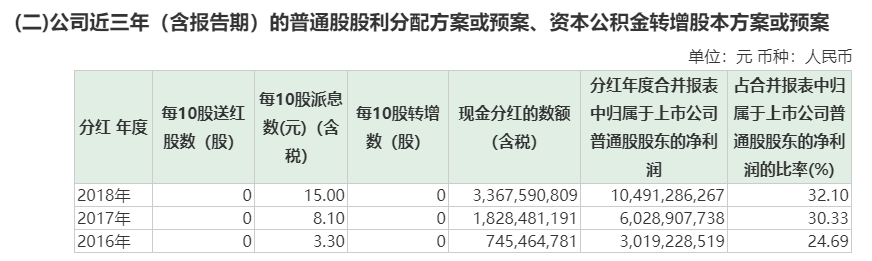 (二)公司近三年（含报告期）的普通股股利分配方案或预案、资本公积金转增股本方案或预案
单位：元 币种：人民币
分红 年度 每10股送红股数（股） 每10股派息数(元)（含税） 每10股转增数（股） 现金分红的数额（含税） 分红年度合并报表中归属于上市公司普通股股东的净利润 占合并报表中归属于上市公司普通股股东的净利润的比率(%)
2018年 0 15.00 0 3,367,590,809 10,491,286,267 32.10
2017年 0 8.10 0 1,828,481,191 6,028,907,738 30.33
2016年 0 3.30 0 745,464,781 3,019,228,519 24.69